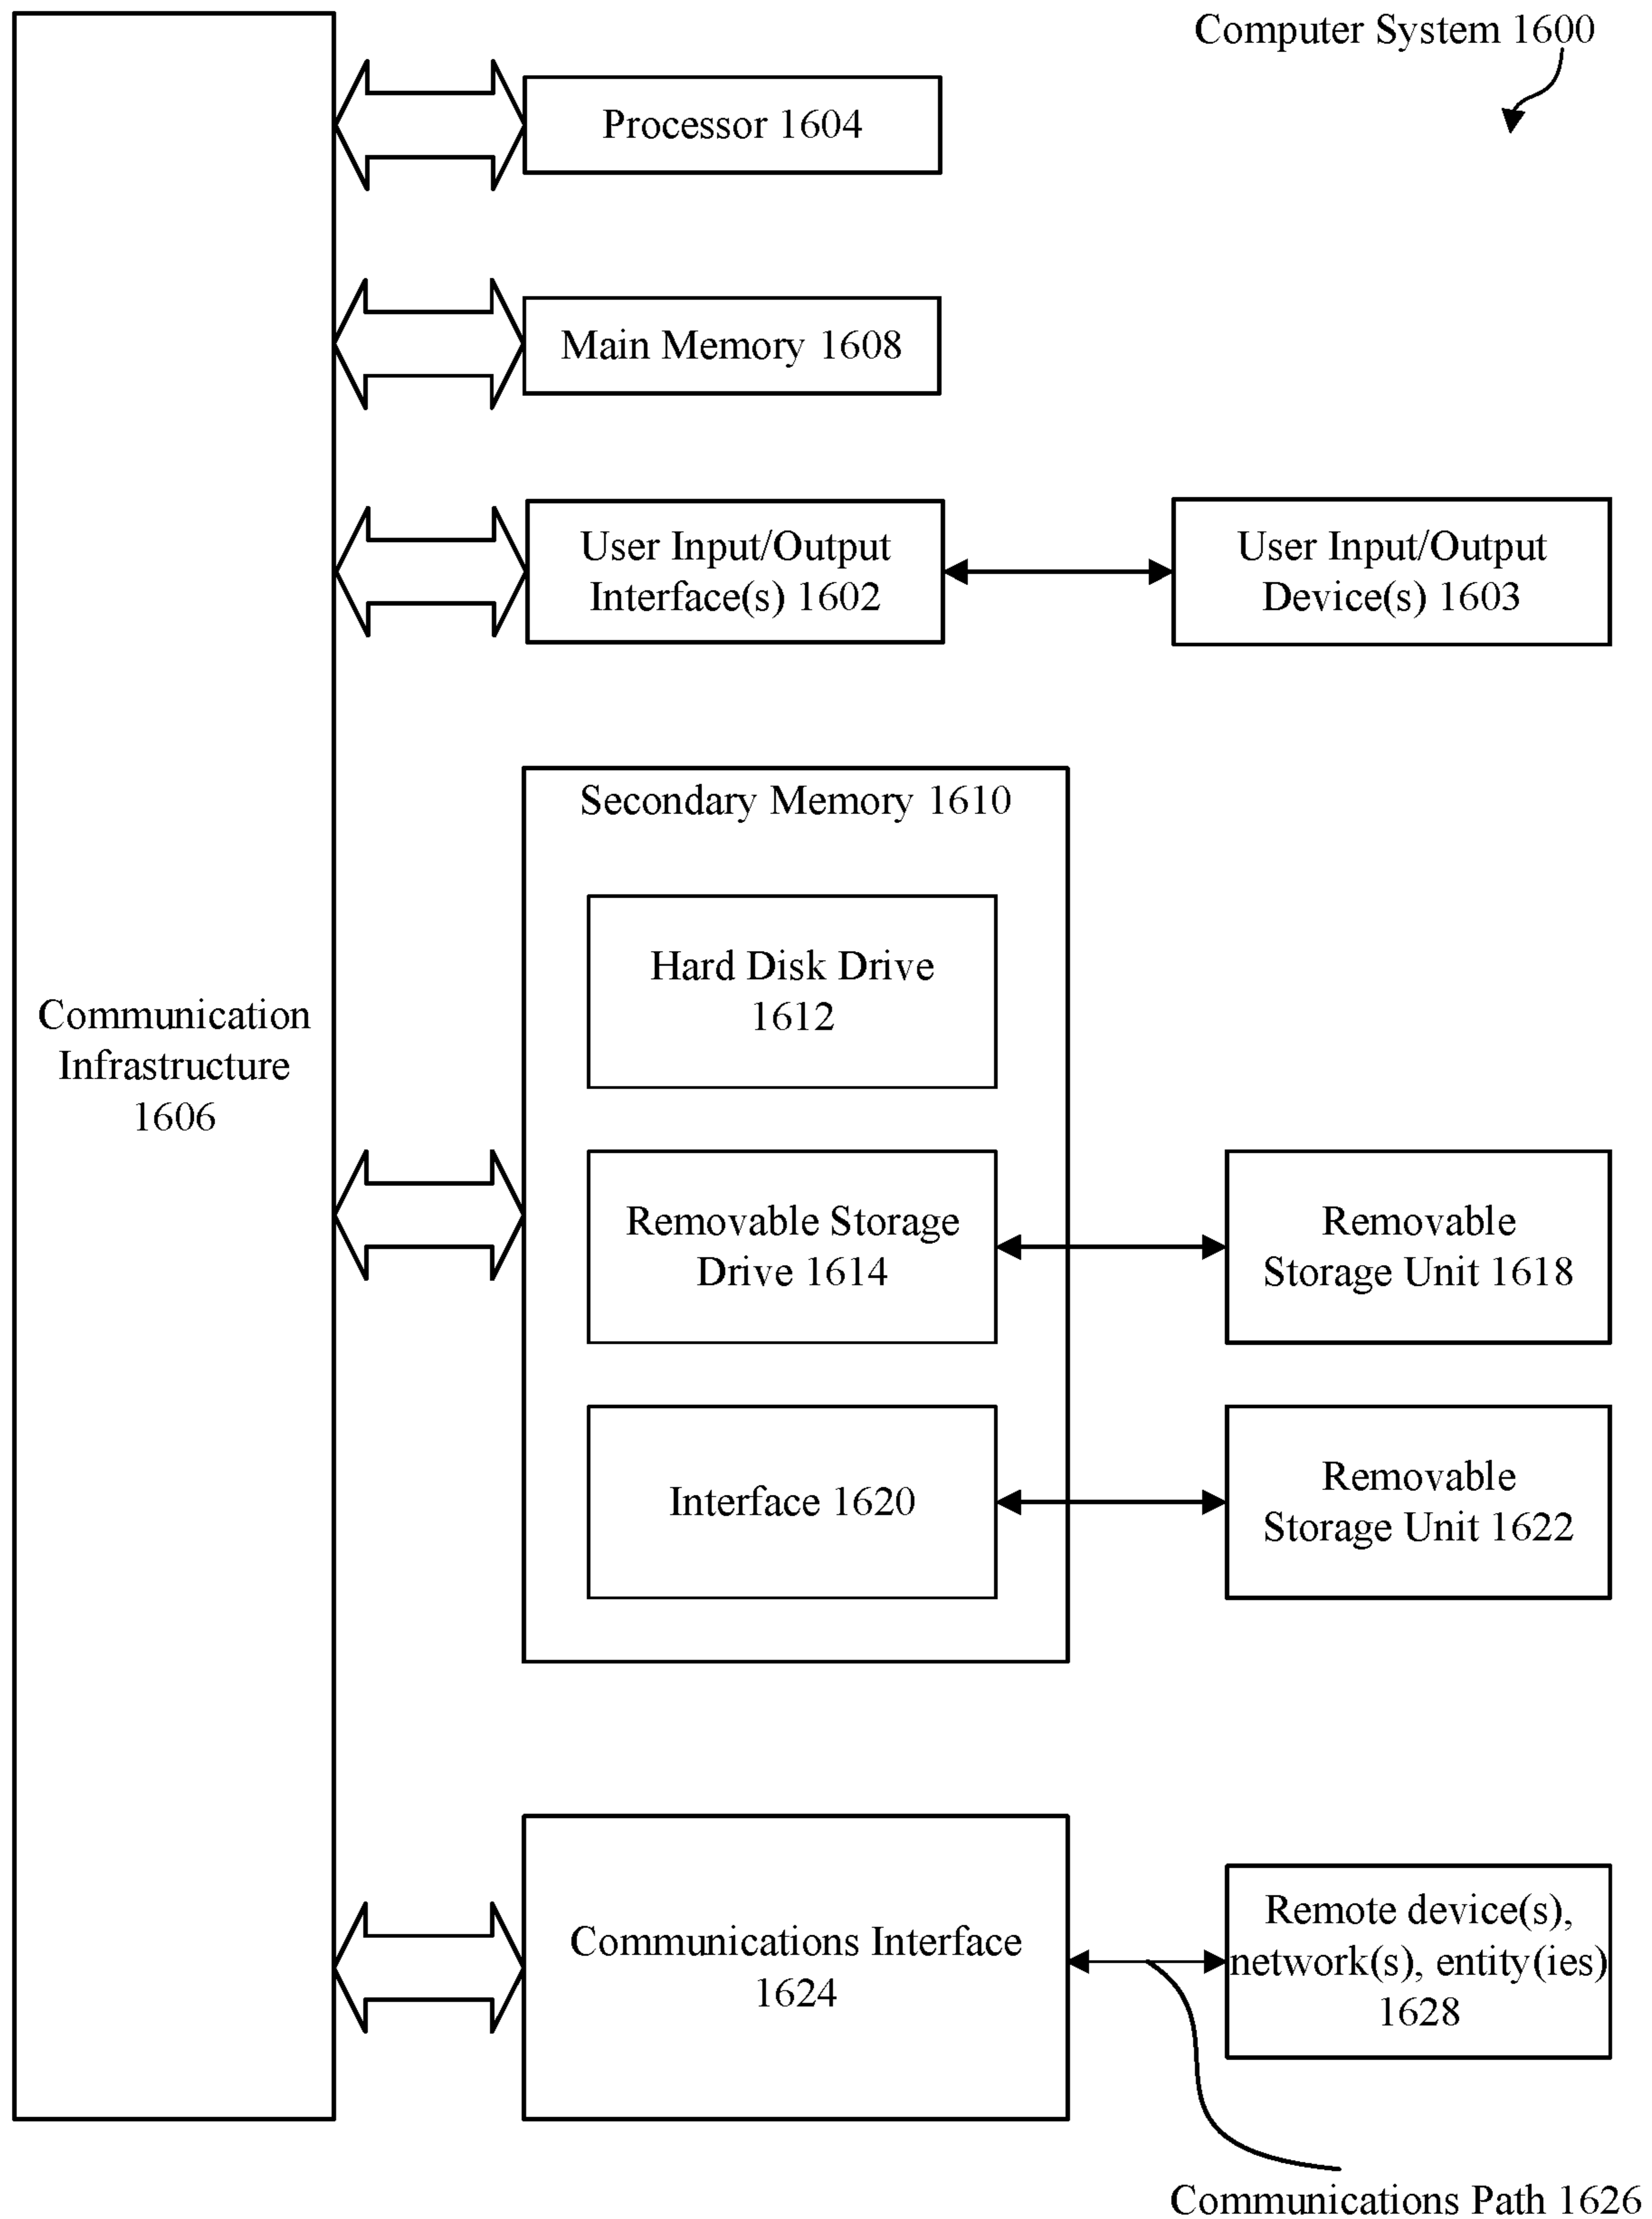 Computer System 1600
Processor 1604
Main Memory 1608
User Input/Output
Interface(s) 1602
User Input/Output
Device(s) 1603
Secondary Memory 1610
Hard Disk Drive
1612
Communication
Infrastructure
1606
Removable Storage
Drive 1614
Removable
Storage Unit 1618
Interface 1620
Removable
Storage Unit 1622
Communications Interface
1624
Remote device(s),
network(s), entity(ies)
1628
Communications Path 1626